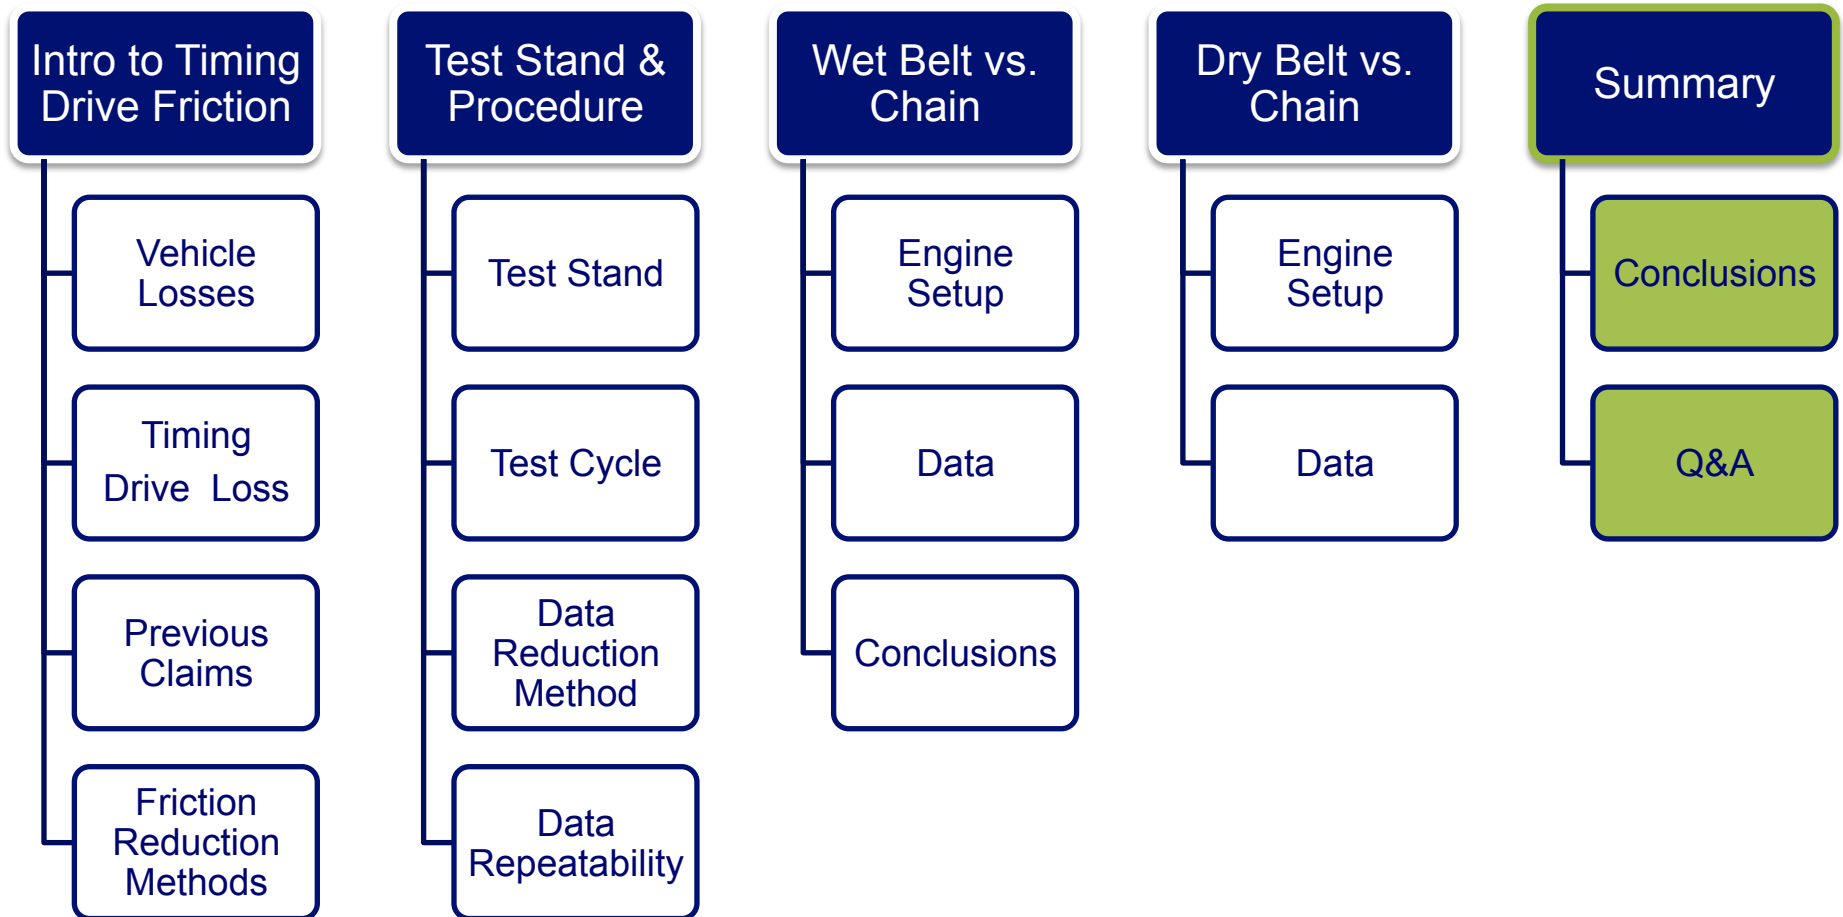 Intro to Timing
Drive Friction
Vehicle
Losses
Timing
Drive Loss
Previous
Claims
Friction
Reduction
Methods
Test Stand &
Procedure
Test Stand
Test Cycle
Data
Reduction
Method
Data
Repeatability
Wet Belt vs.
Chain
Engine
Setup
Data
Conclusions
Dry Belt vs.
Chain
Engine
Setup
Data
Summary
Conclusions
Q&A